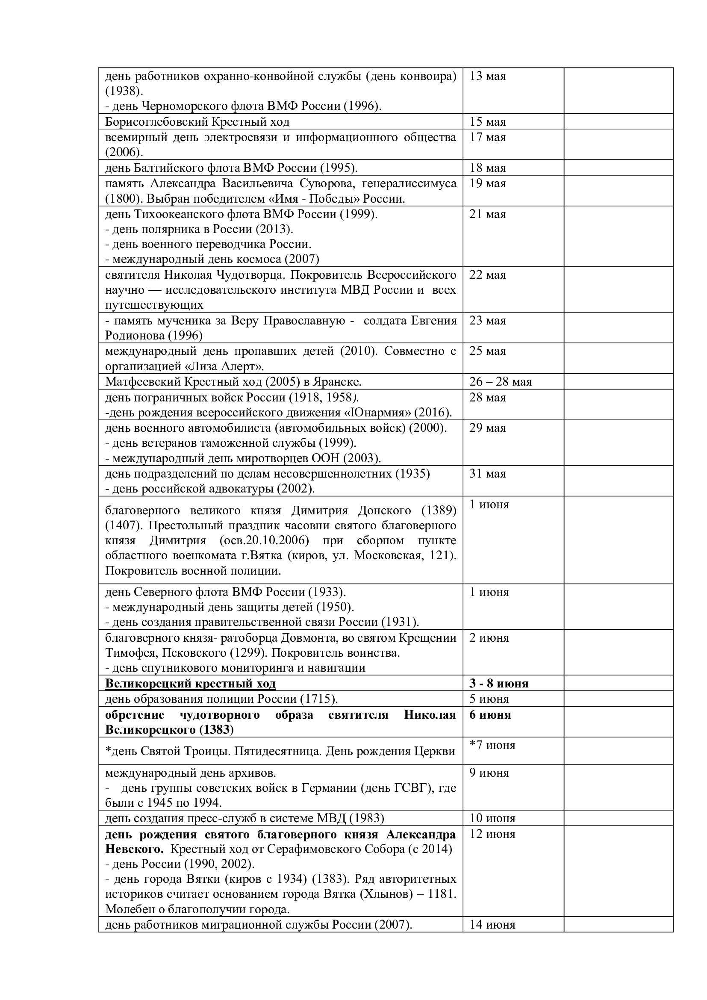 день работников охранно-конвойной службы (день конвоира) 13 мая
(1938).
- день Черноморского флота ВМФ России (1996).
Борисоглебовский Крестный ход 15 мая
всемирный день электросвязи и информационного общества 17 мая
(2006).
день Балтийского флота ВМФ России (1995). 18 мая
память Александра Васильевича Суворова, генералиссимуса 19 мая
(1800). Выбран победителем «Имя - Победы» России.
день Тихоокеанского флота ВМФ России (1999). 21 мая
- день полярника в России (2013).
- день военного переводчика России.
- международный день космоса (2007)
святителя Николая Чудотворца. Покровитель Всероссийского 22 мая
научно — исследовательского института МВД России и всех
путешествующих
- память мученика за Веру Православную - солдата Евгения 23 мая
Родионова (1996)
международный день пропавших детей (2010). Совместно с 25 мая
организацией «Лиза Алерт».
Матфеевский Крестный ход (2005) в Яранске. 26 – 28 мая
день пограничных войск России (1918, 1958). 28 мая
-день рождения всероссийского движения «Юнармия» (2016).
день военного автомобилиста (автомобильных войск) (2000). 29 мая
- день ветеранов таможенной службы (1999).
- международный день миротворцев ООН (2003).
день подразделений по делам несовершеннолетних (1935) 31 мая
- день российской адвокатуры (2002).
благоверного великого князя Димитрия Донского (1389) 1 июня
(1407). Престольный праздник часовни святого благоверного
князя Димитрия (осв.20.10.2006) при сборном пункте
областного военкомата г.Вятка (киров, ул. Московская, 121).
Покровитель военной полиции.
день Северного флота ВМФ России (1933). 1 июня
- международный день защиты детей (1950).
- день создания правительственной связи России (1931).
благоверного князя- ратоборца Довмонта, во святом Крещении 2 июня
Тимофея, Псковского (1299). Покровитель воинства.
- день спутникового мониторинга и навигации
Великорецкий крестный ход 3 - 8 июня
день образования полиции России (1715). 5 июня
обретение чудотворного образа святителя Николая 6 июня
Великорецкого (1383)
*день Святой Троицы. Пятидесятница. День рождения Церкви *7 июня
международный день архивов. 9 июня
- день группы советских войск в Германии (день ГСВГ), где
были с 1945 по 1994.
день создания пресс-служб в системе МВД (1983) 10 июня
день рождения святого благоверного князя Александра 12 июня
Невского. Крестный ход от Серафимовского Собора (с 2014)
- день России (1990, 2002).
- день города Вятки (киров с 1934) (1383). Ряд авторитетных
историков считает основанием города Вятка (Хлынов) – 1181.
Молебен о благополучии города.
день работников миграционной службы России (2007). 14 июня